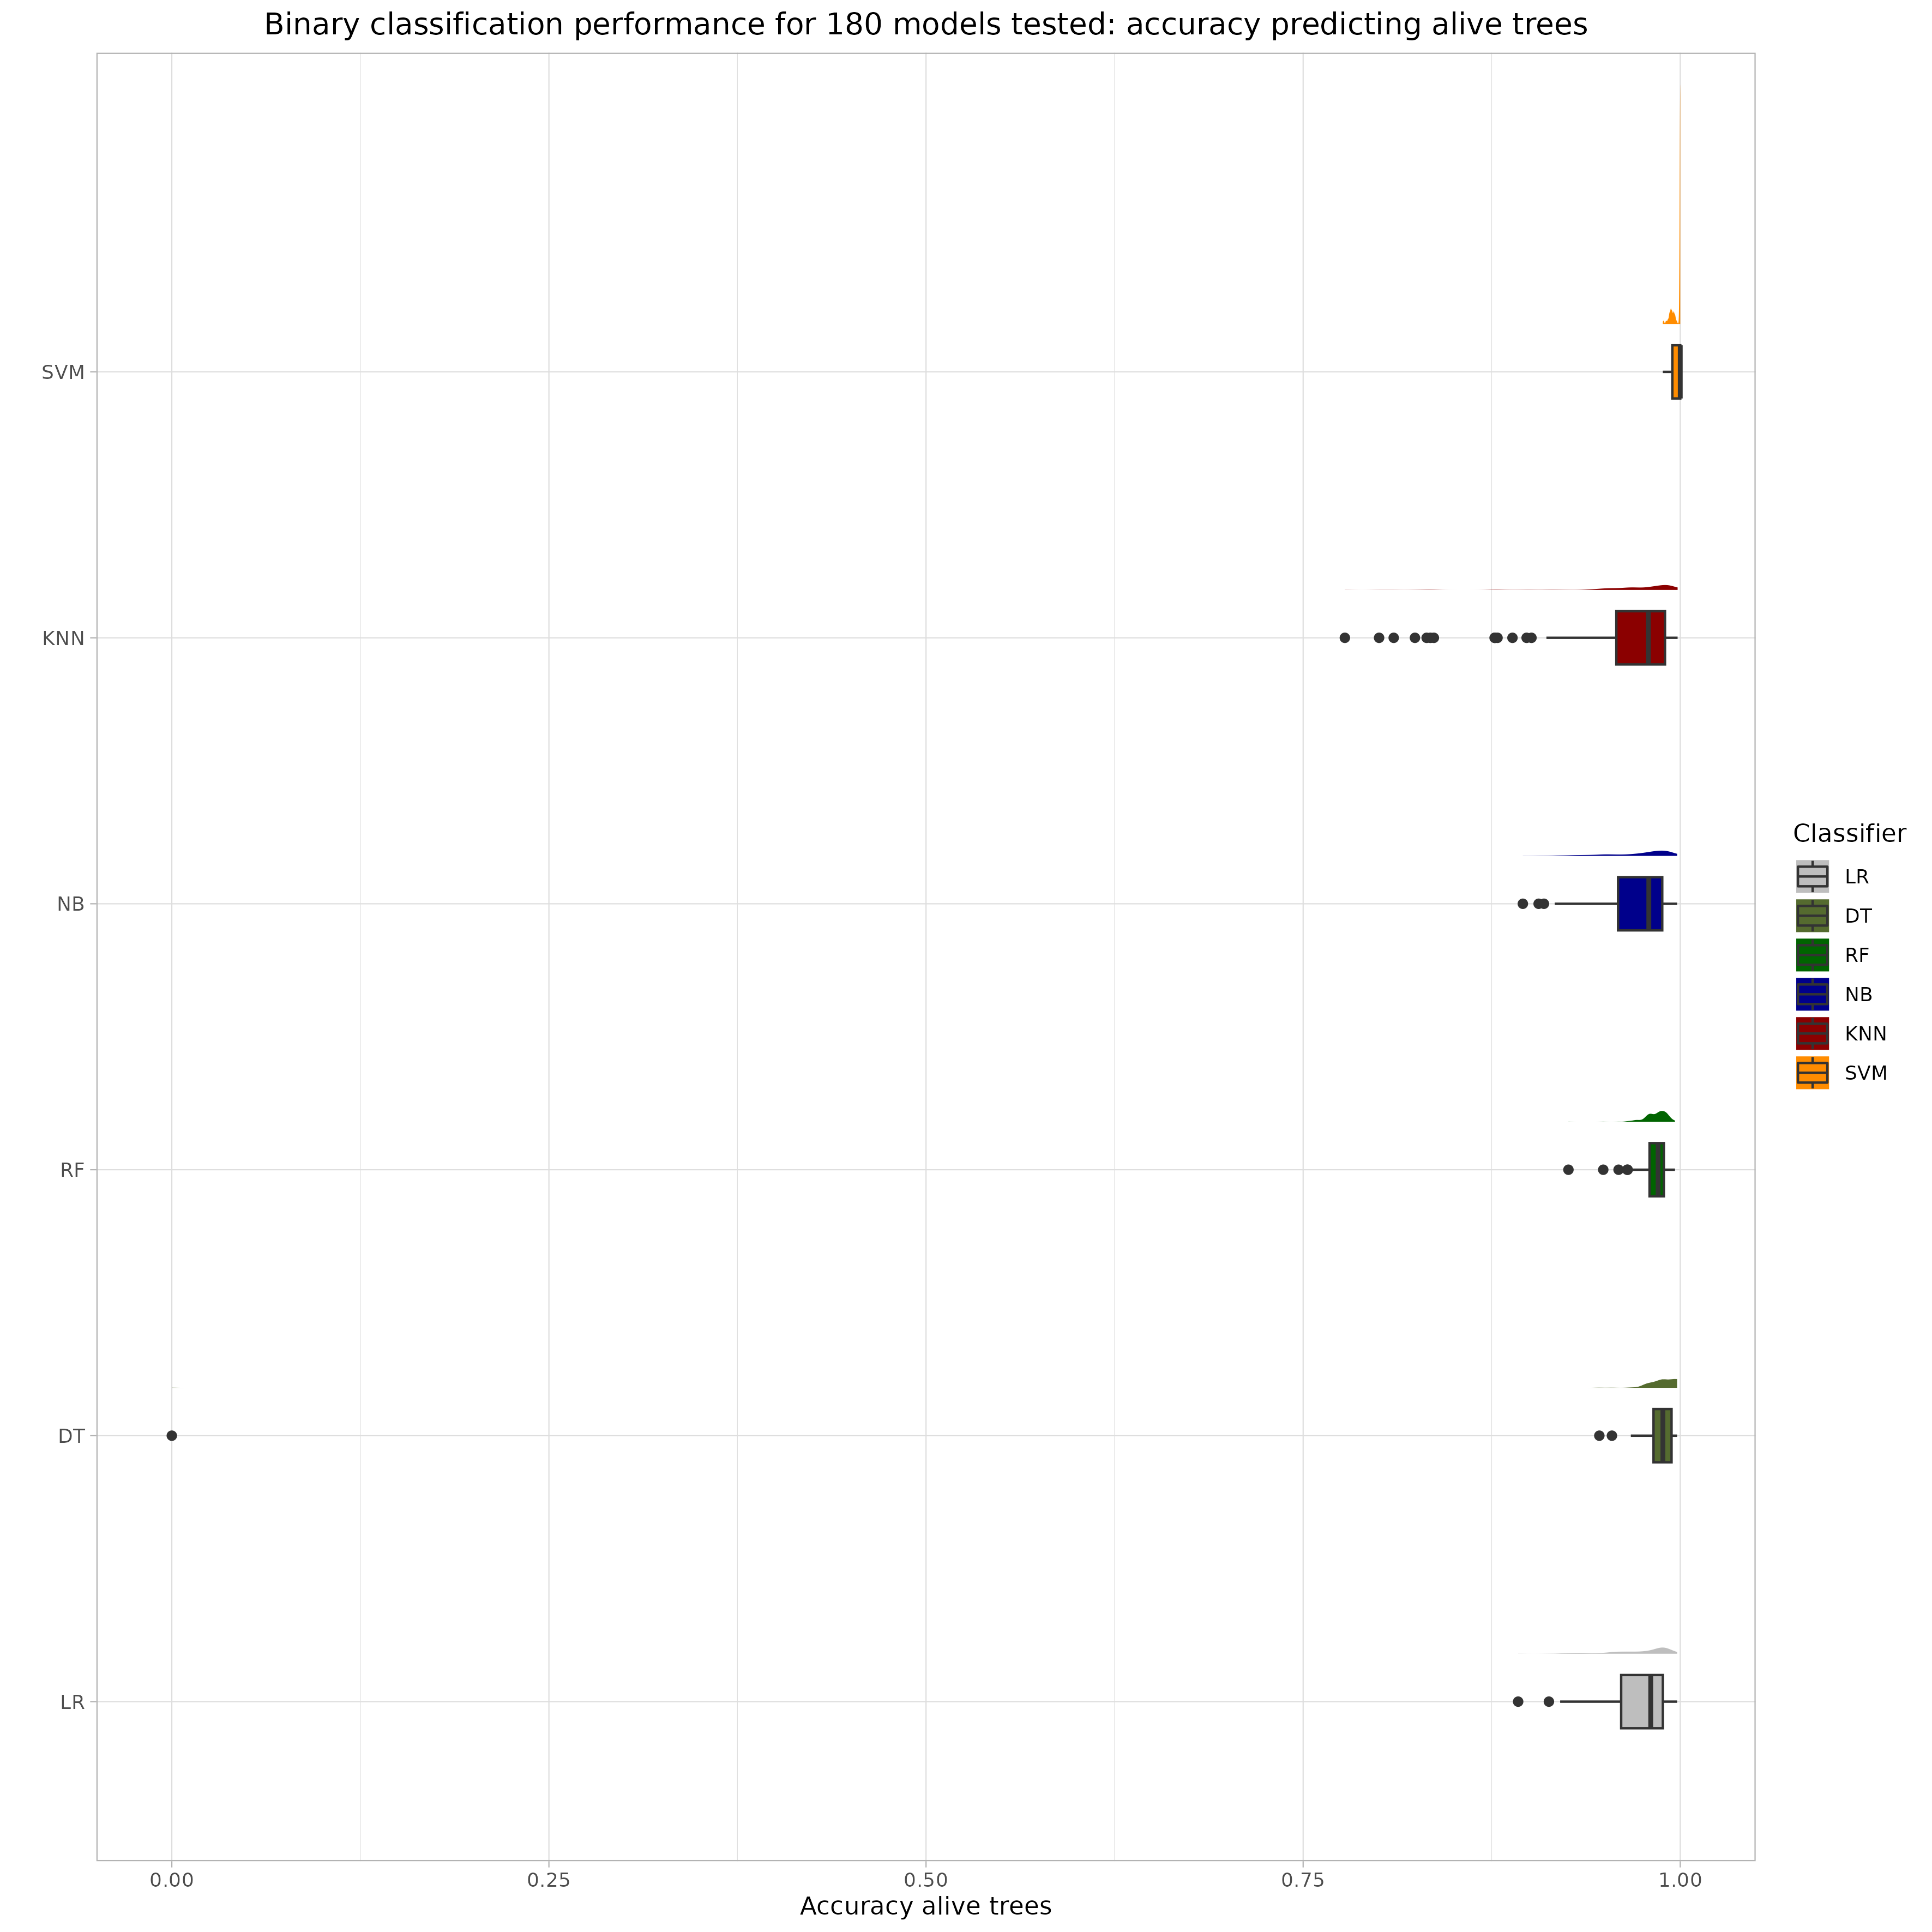 Binary classification performance for 180 models tested: accuracy predicting alive trees
SVM
KNN
NB
RF
DT
LR
0.00 0.25 0.50 0.75 1.00
Accuracy alive trees
Classifier
LR
DT
RF
NB
KNN
SVM